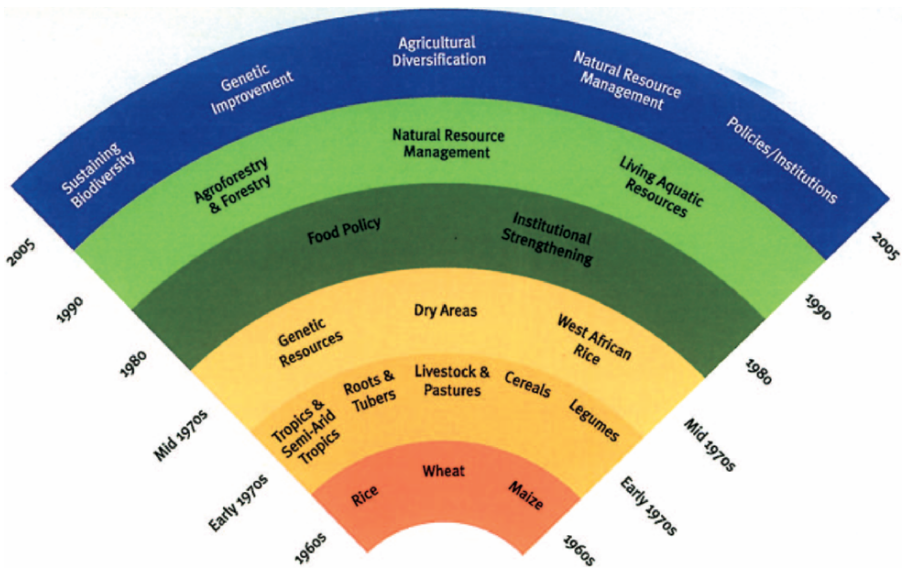 Agricultural
Diversification
Genetic
Improvement
Natural Resource
Management
Sustaining
Biodiversity
Policies/Institutions
2005
2005
Natural Resource
Management
Agroforestry
& Forestry
Living Aquatic
Resources
1990
1990
Food Policy
Institutional
Strengthening
1980
1980
Genetic
Resources
Dry Areas
West African
Rice
Mid 1970s
Mid 1970s
Tropics &
Semi-Arid
Tropics
Roots &
Tubers
Livestock &
Pastures
Cereals
Legumes
Early 1970s
Early 1970s
Rice
Wheat
Maize
1960s
1960s